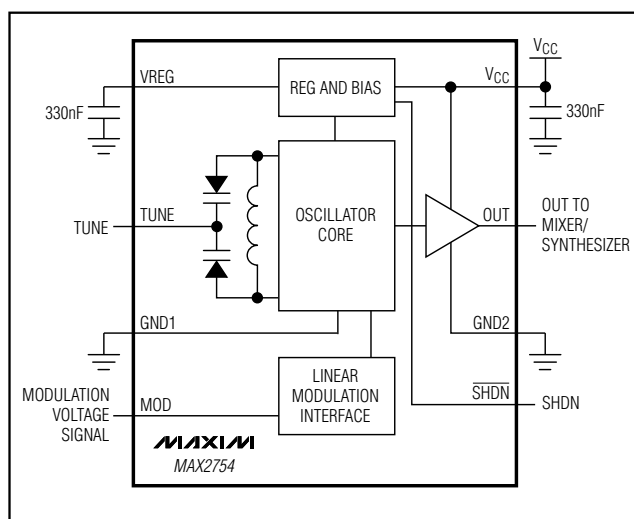 VCC
VREG
REG AND BIAS
VCC
330nF
330nF
TUNE
TUNE
OSCILLATOR
CORE
OUT
OUT TO
MIXER/
SYNTHESIZER
GND1
GND2
MODULATION
VOLTAGE
SIGNAL
MOD
LINEAR
MODULATION
INTERFACE
SHDN
SHDN
MAXIM
MAX2754